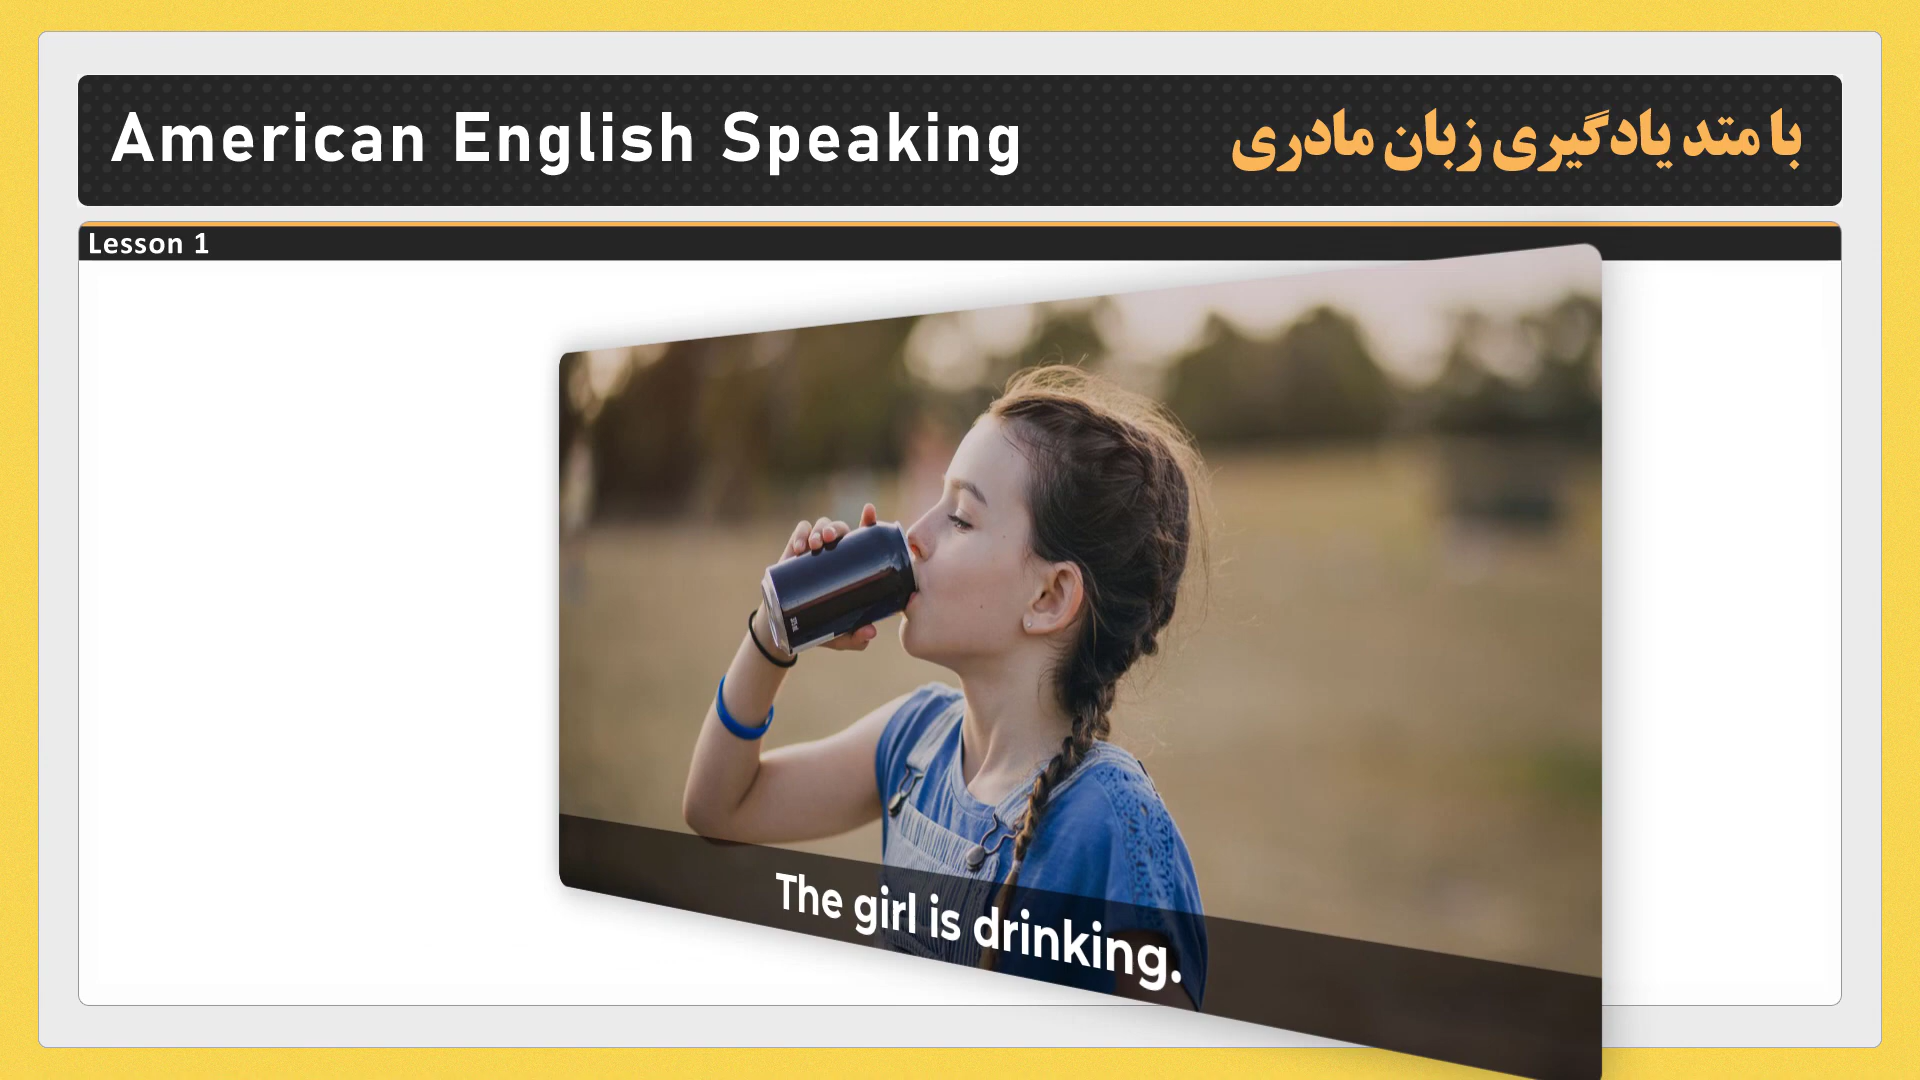 American English Speaking
با متد یادگیری زبان مادری
Lesson 1
The girl is drinking.